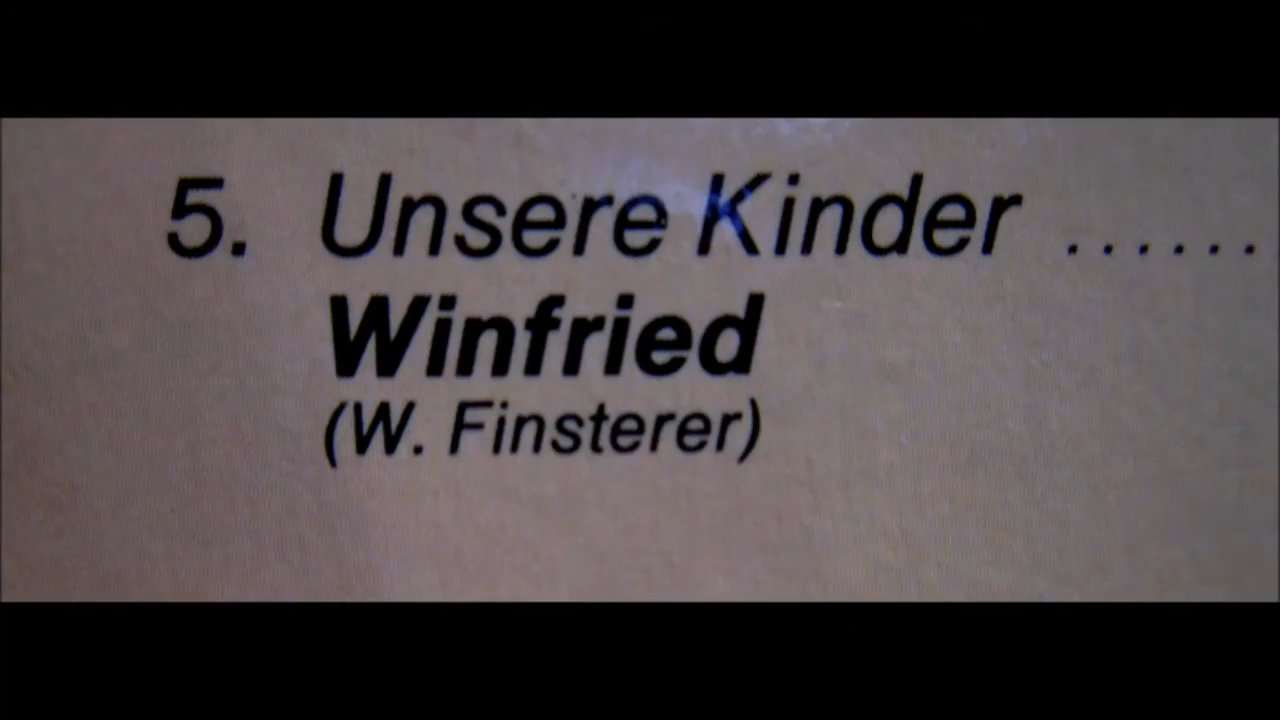 5. Unsere Kinder ......
Winfried
(W. Finsterer)